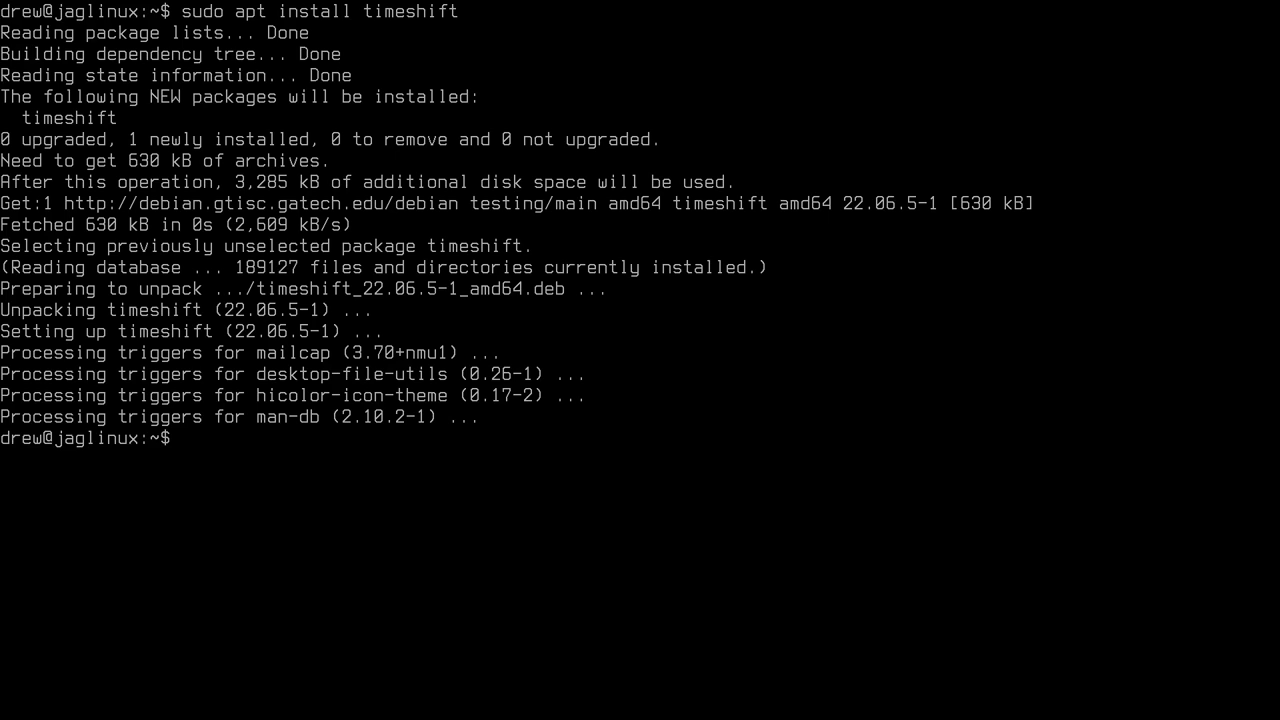 drew@jaglinux:~$ sudo apt install timeshift
Reading package lists... Done
Building dependency tree... Done
Reading state information... Done
The following NEW packages will be installed:
  timeshift
0 upgraded, 1 newly installed, 0 to remove and 0 not upgraded.
Need to get 630 kB of archives.
After this operation, 3,285 kB of additional disk space will be used.
Get:1 http://debian.gtisc.gatech.edu/debian testing/main amd64 timeshift amd64 22.06.5-1 [630 kB]
Fetched 630 kB in 0s (2,609 kB/s)
Selecting previously unselected package timeshift.
(Reading database ... 189127 files and directories currently installed.)
Preparing to unpack .../timeshift_22.06.5-1_amd64.deb ...
Unpacking timeshift (22.06.5-1) ...
Setting up timeshift (22.06.5-1) ...
Processing triggers for mailcap (3.70+nmu1) ...
Processing triggers for desktop-file-utils (0.26-1) ...
Processing triggers for hicolor-icon-theme (0.17-2) ...
Processing triggers for man-db (2.10.2-1) ...
drew@jaglinux:~$